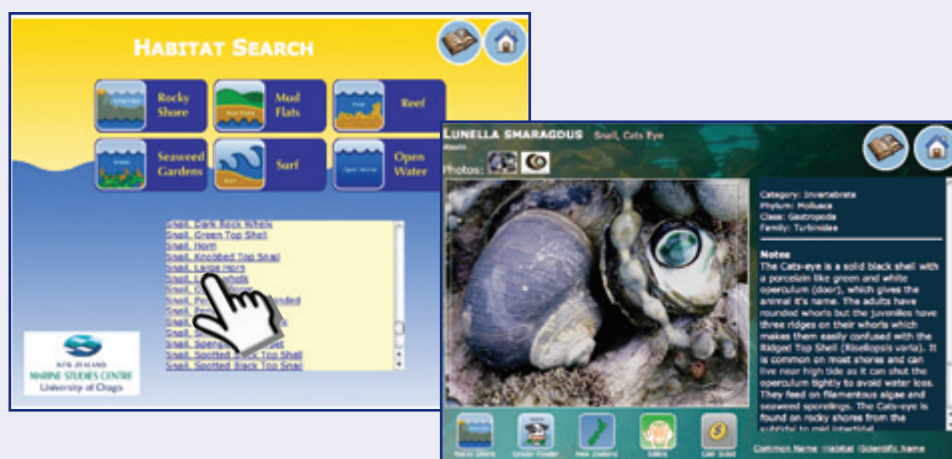 HABITAT SEARCH
Rocky Shore
Mud Flats
Reef
Seaweed Gardens
Surf
Open Water
Snail, Dark Rock Whelk
Snail, Green Top Shell
Snail, Horn
Snail, Knobbed Top Snail
Snail, Large Horn
Snail,
Snail, Spotted Black Top Shell
Snail, Spotted Black Top Snail
NEW ZEALAND
MARINE STUDIES CENTRE
University of Otago
LUNELLA SMARAGDUS Snail, Cats Eye
Photos:
Category: Invertebrate
Phylum: Mollusca
Class: Gastropoda
Family: Turbinidae
Notes
The Cats-eye is a solid black shell with
a porcelain like green and white
operculum (door), which gives the
animal it's name. The adults have
rounded whorls but the juveniles have
three ridges on their whorls which
makes them easily confused with the
Ridged Top Shell (Risellopsis varia). It
is common on most shores and can
live near high tide as it can shut the
operculum tightly to avoid water loss.
They feed on filamentous algae and
seaweed sporelings. The Cats-eye is
found on rocky shores from the
subtidal to mid intertidal.
Rocky Shore
New Zealand
Common Name Habitat Scientific Name